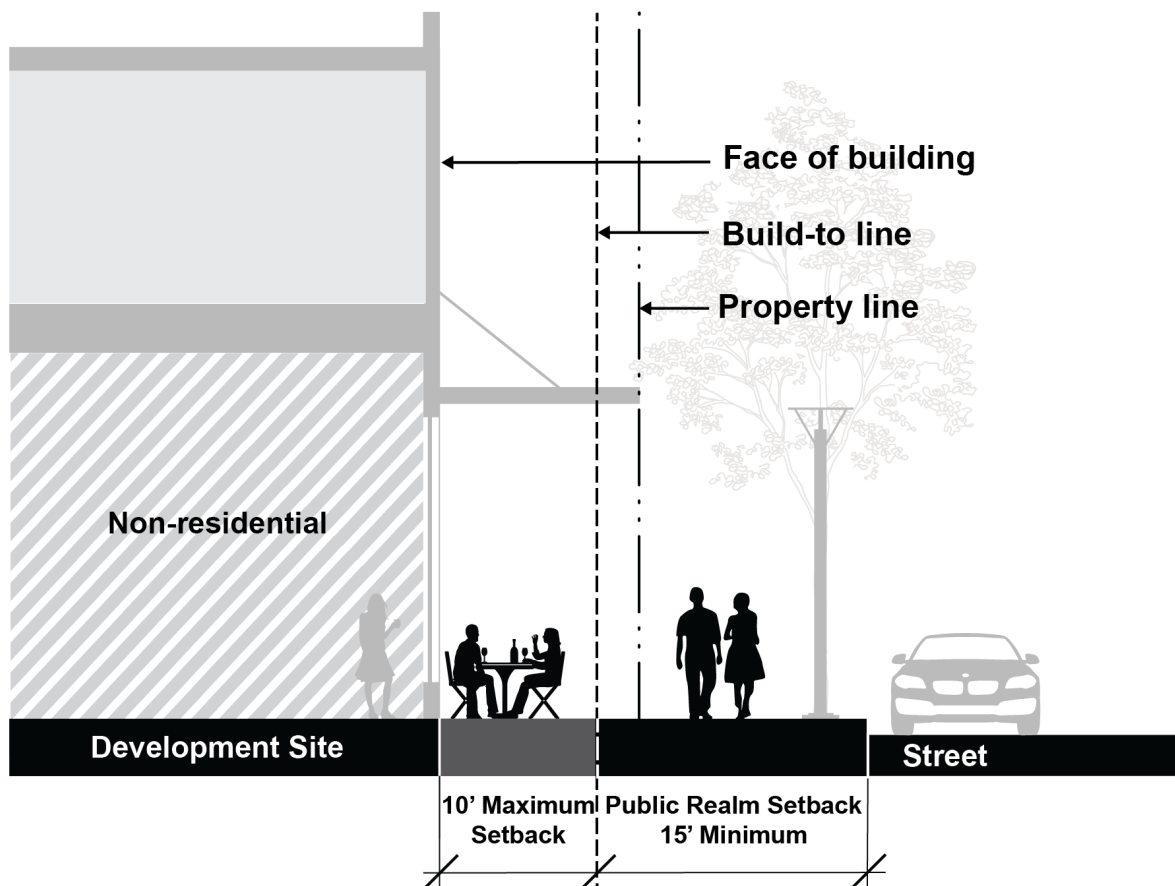 Face of building
Build-to line
Property line
Non-residential
Development Site
Street
10’ Maximum
Setback
Public Realm Setback
15’ Minimum